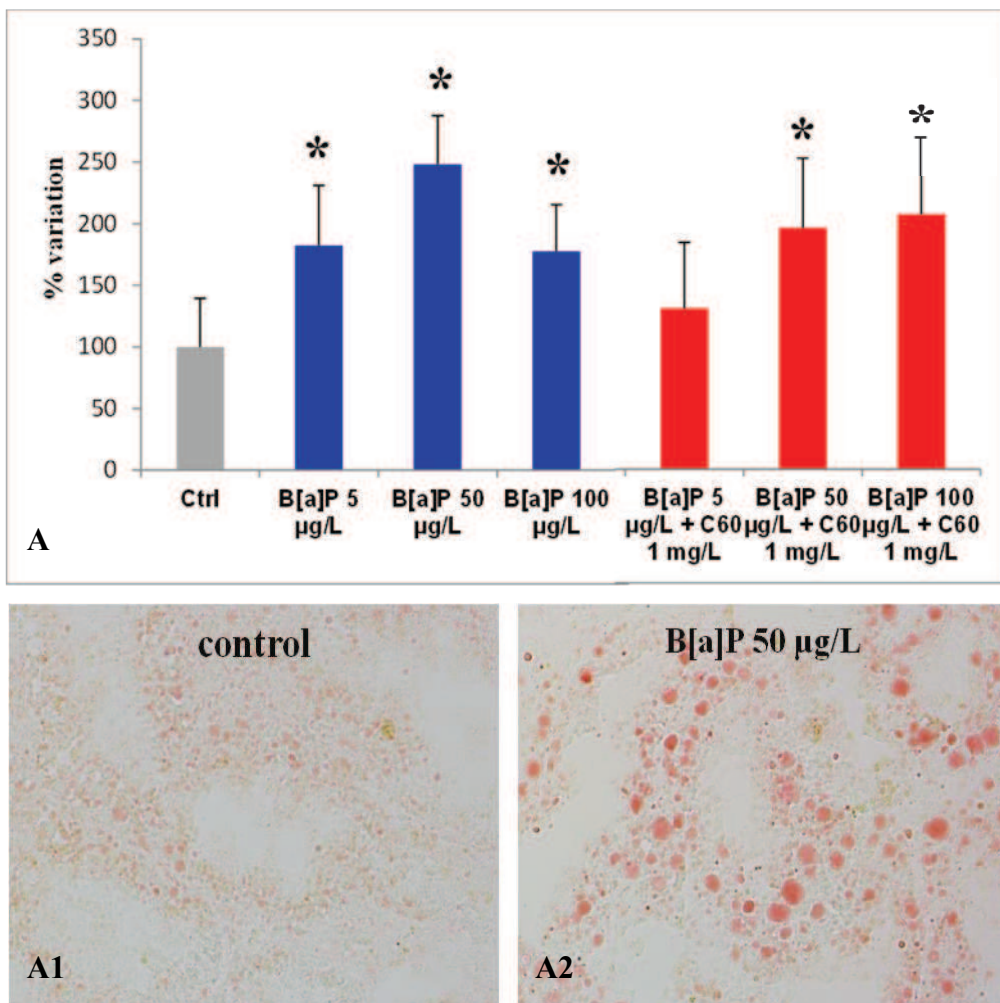 350
300
250
200
150
100
50
0
% variation
*
*
*
*
*
Ctrl
B[a]P 5
µg/L
B[a]P 50
µg/L
B[a]P 100
µg/L
B[a]P 5
µg/L + C60
1 mg/L
B[a]P 50
µg/L + C60
1 mg/L
B[a]P 100
µg/L + C60
1 mg/L
A
control
A1
B[a]P 50 µg/L
A2